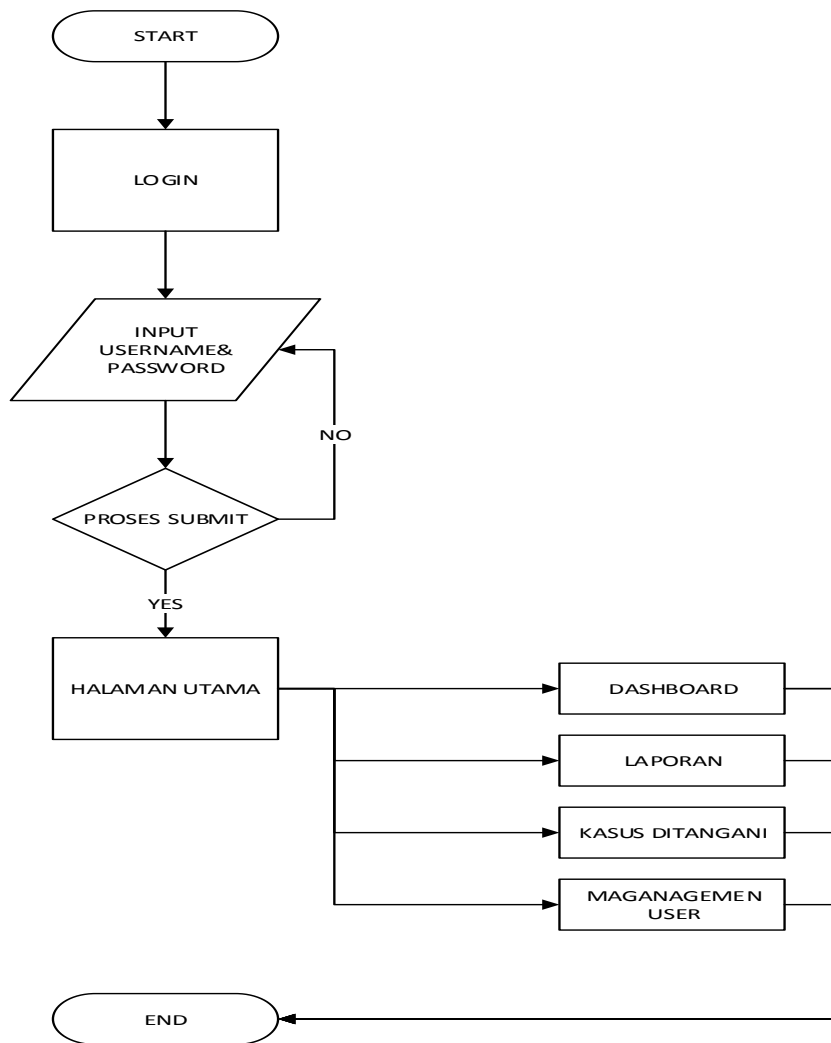 START
LOGIN
INPUT
USERNAME&
PASSWORD
NO
PROSES SUBMIT
YES
HALAMAN UTAMA
DASHBOARD
LAPORAN
KASUS DITANGANI
MAGANAGEMEN
USER
END